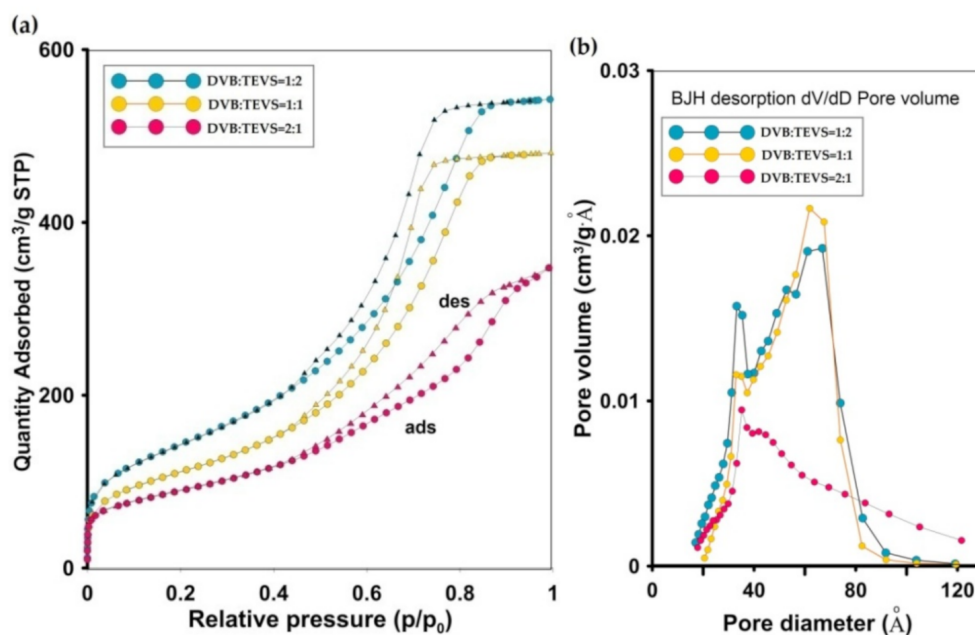 (a)
600
400
200
0
Quantity Adsorbed (cm³/g STP)
DVB:TEVS=1:2
DVB:TEVS=1:1
DVB:TEVS=2:1
des
ads
0
0.2
0.4
0.6
0.8
1
Relative pressure (p/p₀)
(b)
0.03
0.02
0.01
0
Pore volume (cm³/g·Å)
BJH desorption dV/dD Pore volume
DVB:TEVS=1:2
DVB:TEVS=1:1
DVB:TEVS=2:1
0
40
80
120
Pore diameter (Å)